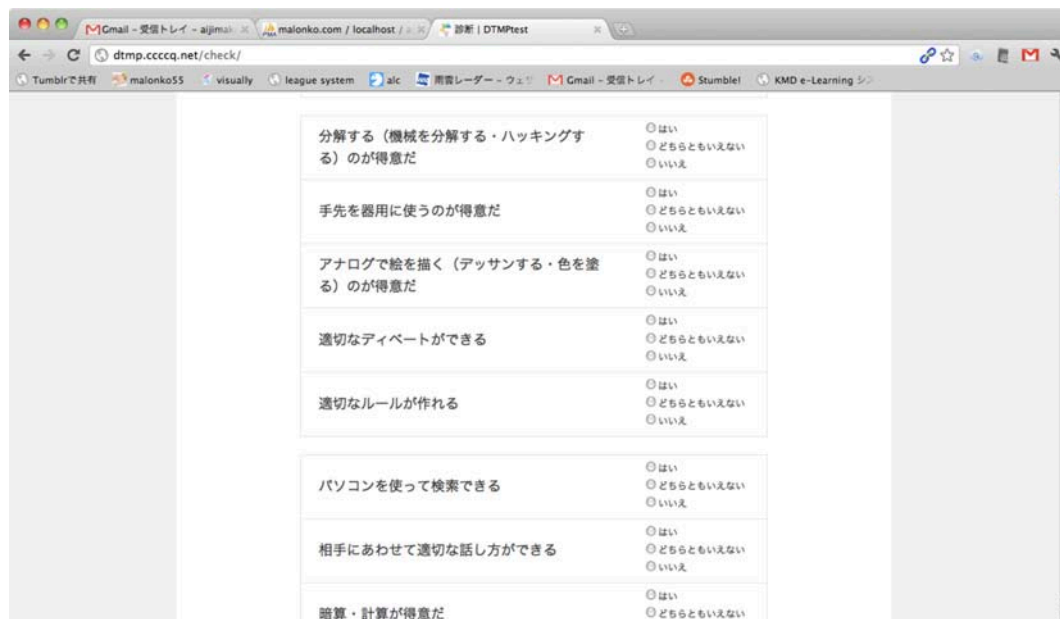 Gmail - 受信トレイ - aijimak
malonko.com / localhost /
診断 | DTMPtest
dtmp.ccccq.net/check/
Tumblrで共有 malonko55 visually league system alc 雨雲レーダー - ウェ Gmail - 受信トレイ - Stumble! KMD e-Learning シス
分解する（機械を分解する・ハッキングす
る）のが得意だ
はい
どちらともいえない
いいえ
手先を器用に使うのが得意だ
はい
どちらともいえない
いいえ
アナログで絵を描く（デッサンする・色を塗
る）のが得意だ
はい
どちらともいえない
いいえ
適切なディベートができる
はい
どちらともいえない
いいえ
適切なルールが作れる
はい
どちらともいえない
いいえ
パソコンを使って検索できる
はい
どちらともいえない
いいえ
相手にあわせて適切な話し方ができる
はい
どちらともいえない
いいえ
暗算・計算が得意だ
はい
どちらともいえない